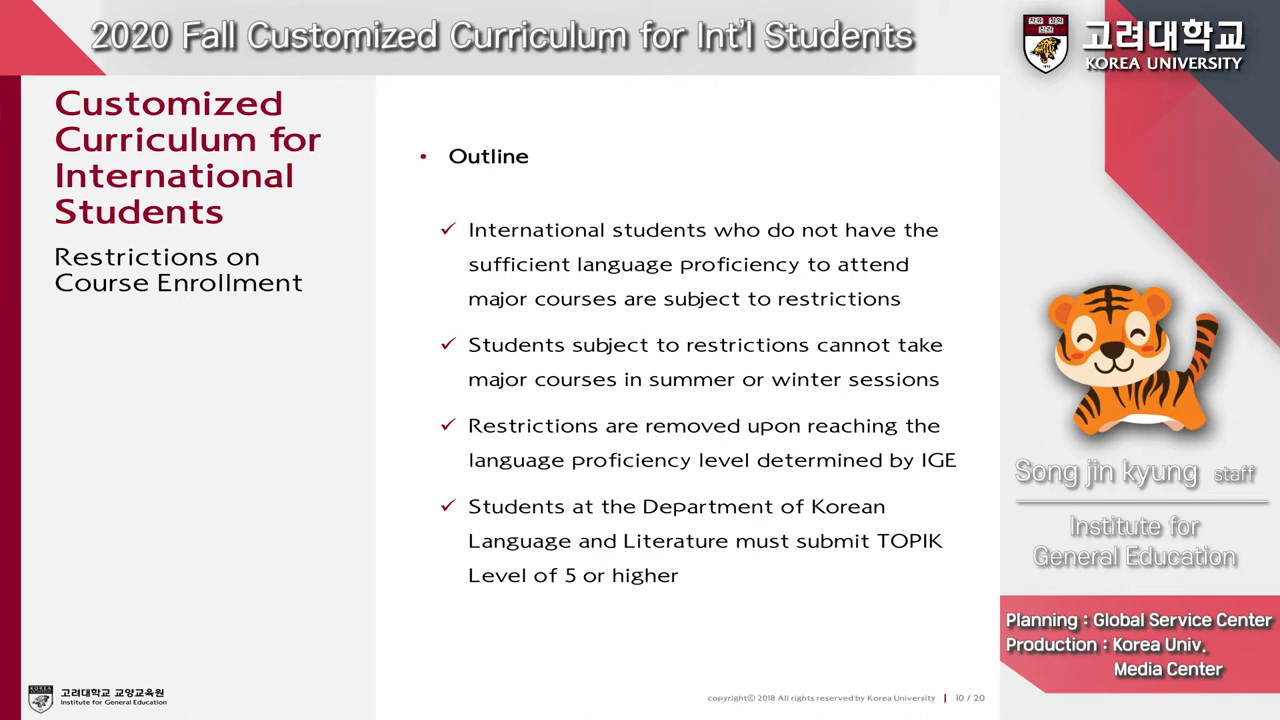 2020 Fall Customized Curriculum for Int'l Students
고려대학교
KOREA UNIVERSITY
Customized
Curriculum for
International
Students
Restrictions on
Course Enrollment
• Outline
✓ International students who do not have the
sufficient language proficiency to attend
major courses are subject to restrictions
✓ Students subject to restrictions cannot take
major courses in summer or winter sessions
✓ Restrictions are removed upon reaching the
language proficiency level determined by IGE
✓ Students at the Department of Korean
Language and Literature must submit TOPIK
Level of 5 or higher
Song jin kyung staff
Institute for
General Education
Planning : Global Service Center
Production : Korea Univ.
Media Center
KOREA
고려대학교 교양교육원
Institute for General Education
copyrightⓒ 2018 All rights reserved by Korea University | 10 / 20